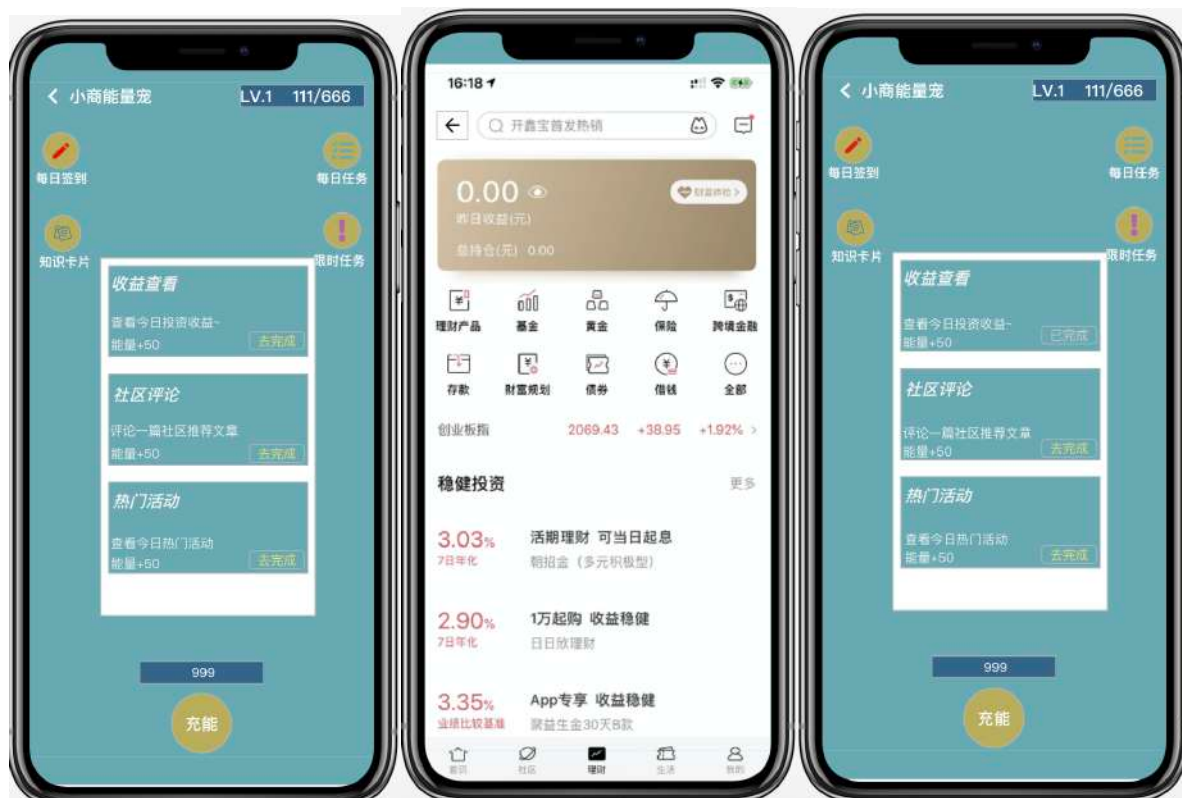 小商能量宠 LV.1 111/666
每日签到 每日任务
知识卡片 限时任务
收益查看
查看今日投资收益~
能量+50 去完成
社区评论
评论一篇社区推荐文章
能量+50 去完成
热门活动
查看今日热门活动
能量+50 去完成
999
充能
16:18
开鑫宝首发热销
0.00
昨日收益(元)
总持仓(元) 0.00
财富体检 >
理财产品 基金 黄金 保险 跨境金融
存款 财富规划 债券 借钱 全部
创业板指 2069.43 +38.95 +1.92% >
稳健投资 更多
3.03% 活期理财 可当日起息
7日年化 朝招金（多元积极型）
2.90% 1万起购 收益稳健
7日年化 日日欣理财
3.35% App专享 收益稳健
业绩比较基准 聚益生金30天B款
首页 社区 理财 生活 我的
小商能量宠 LV.1 111/666
每日签到 每日任务
知识卡片 限时任务
收益查看
查看今日投资收益~
能量+50 已完成
社区评论
评论一篇社区推荐文章
能量+50 去完成
热门活动
查看今日热门活动
能量+50 去完成
999
充能